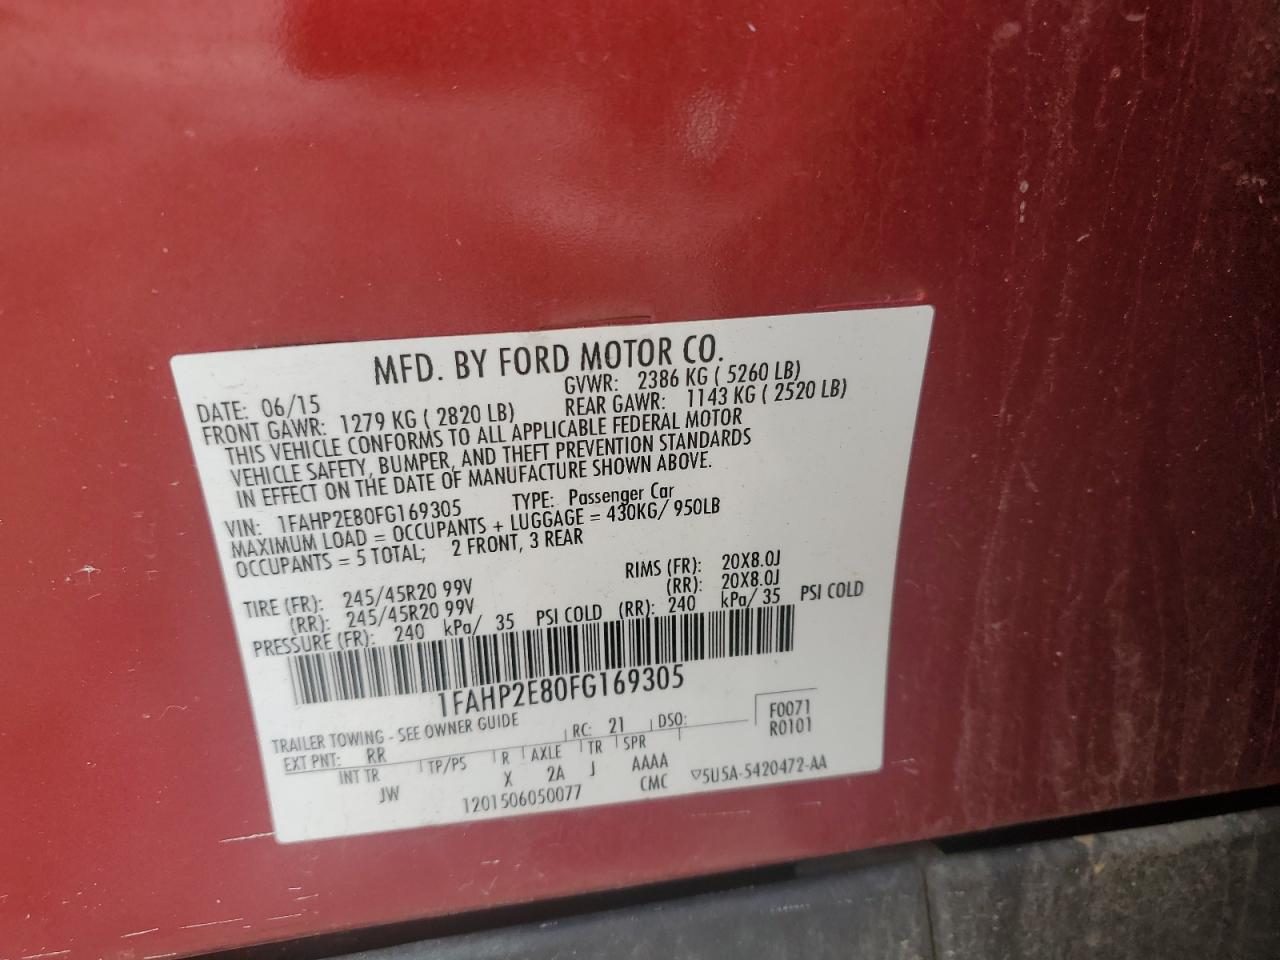 MFD. BY FORD MOTOR CO.
DATE: 06/15 GVWR: 2386 KG ( 5260 LB)
FRONT GAWR: 1279 KG ( 2820 LB) REAR GAWR: 1143 KG ( 2520 LB)
THIS VEHICLE CONFORMS TO ALL APPLICABLE FEDERAL MOTOR
VEHICLE SAFETY, BUMPER, AND THEFT PREVENTION STANDARDS
IN EFFECT ON THE DATE OF MANUFACTURE SHOWN ABOVE.
VIN: 1FAHP2E80FG169305 TYPE: Passenger Car
MAXIMUM LOAD = OCCUPANTS + LUGGAGE = 430KG/ 950LB
OCCUPANTS = 5 TOTAL; 2 FRONT, 3 REAR
TIRE (FR): 245/45R20 99V RIMS (FR): 20X8.0J
(RR): 245/45R20 99V (RR): 20X8.0J
PRESSURE (FR): 240 kPa/ 35 PSI COLD (RR): 240 kPa/ 35 PSI COLD
1FAHP2E80FG169305
TRAILER TOWING - SEE OWNER GUIDE
EXT PNT: RR RC: 21 DSO: F0071
R0101
INT TR TP/PS R AXLE TR SPR
JW X 2A J AAAA
CMC
1201506050077 ▽5U5A-5420472-AA